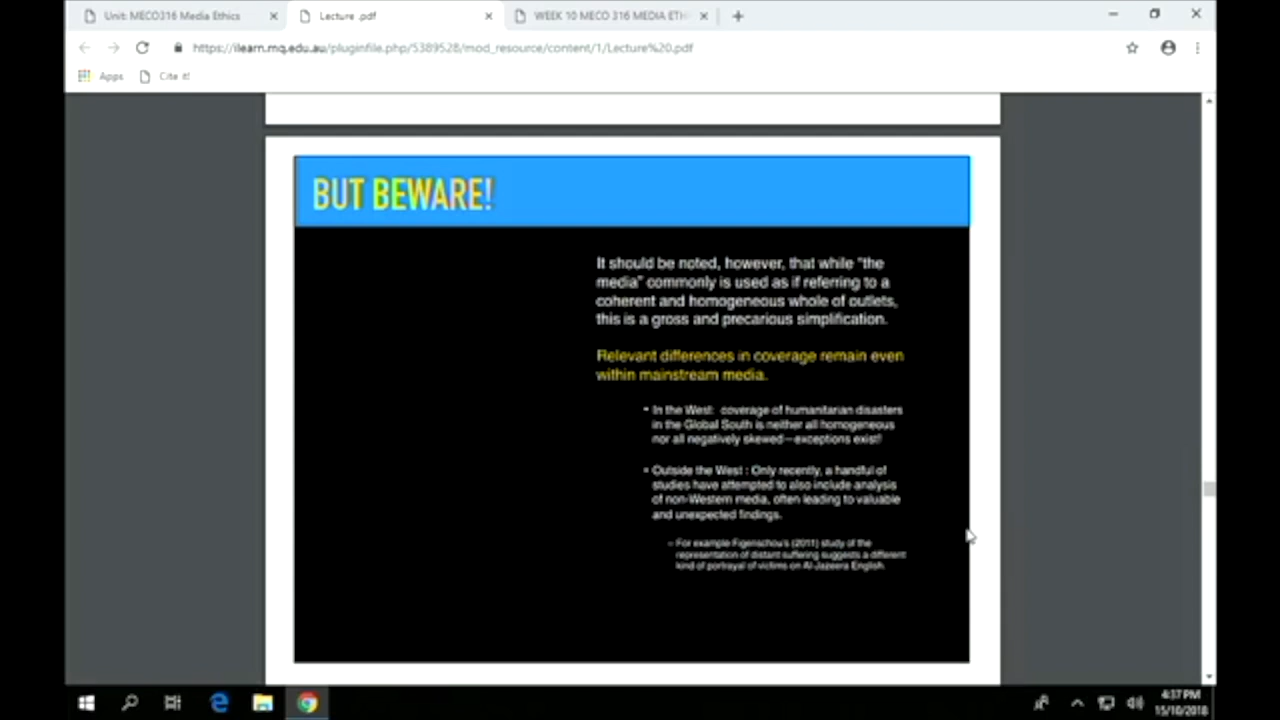 Unit: MECO316 Media Ethics
Lecture .pdf
WEEK 10 MECO 316 MEDIA ETH
https://ilearn.mq.edu.au/pluginfile.php/5389528/mod_resource/content/1/Lecture%20.pdf
Apps
Cite it!
BUT BEWARE!
It should be noted, however, that while "the
media" commonly is used as if referring to a
coherent and homogeneous whole of outlets,
this is a gross and precarious simplification.
Relevant differences in coverage remain even
within mainstream media.
• In the West: coverage of humanitarian disasters
in the Global South is neither all homogeneous
nor all negatively skewed—exceptions exist!
• Outside the West : Only recently, a handful of
studies have attempted to also include analysis
of non-Western media, often leading to valuable
and unexpected findings.
– For example Figenschou's (2011) study of the
representation of distant suffering suggests a different
kind of portrayal of victims on Al-Jazeera English.
4:37 PM
15/10/2018